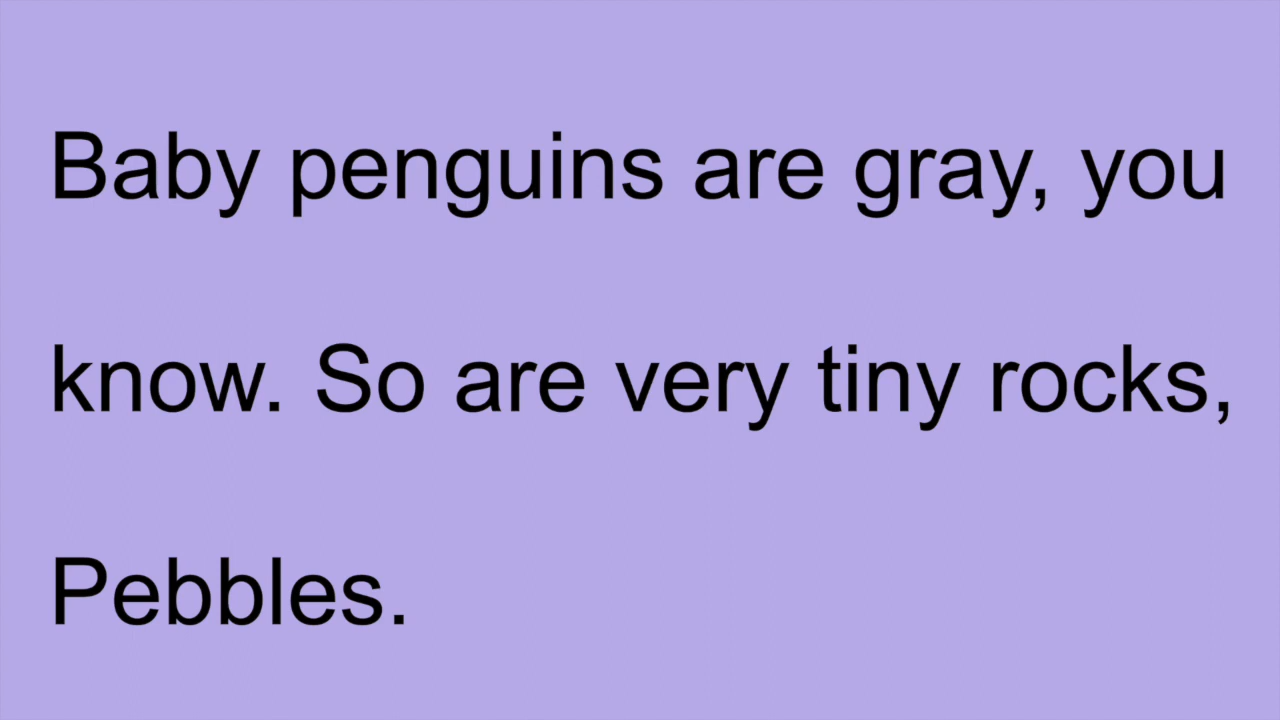 Baby penguins are gray, you
know. So are very tiny rocks,
Pebbles.